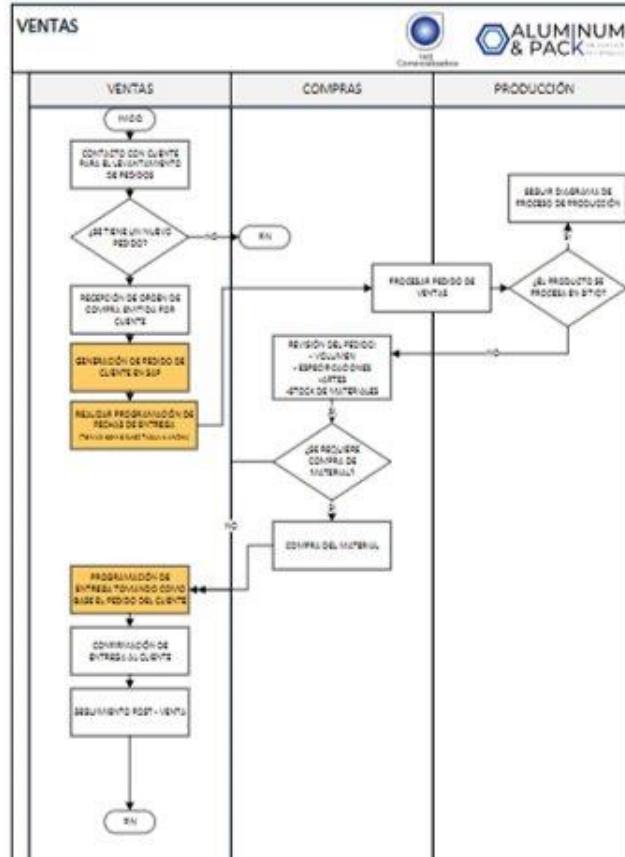 VENTAS
ALUMINUM
& PACK
Comercializadora
VENTAS
COMPRAS
PRODUCCIÓN
INICIO
CONTACTO CON CLIENTE
PARA EL LEVANTAMIENTO
DE PEDIDOS
¿SE TIENE UN NUEVO
PEDIDO?
NO
FIN
SEGUIR DIAGRAMA DE
PROCESO DE PRODUCCIÓN
RECEPCIÓN DE ORDEN DE
COMPRA EMITIDA POR
CLIENTE
PROCESAR PEDIDO DE
VENTAS
¿EL PRODUCTO SE
PROCESA EN SITIO?
SI
NO
GENERACIÓN DE PEDIDO DE
CLIENTE EN SAP
REVISIÓN DEL PEDIDO:
- VOLUMEN
- ESPECIFICACIONES
-ARTES
-STOCK DE MATERIALES
REALIZAR PROGRAMACIÓN DE
FECHAS DE ENTREGA
SI
¿SE REQUIERE
COMPRA DE
MATERIAL?
SI
NO
COMPRA DEL MATERIAL
PROGRAMACIÓN DE
ENTREGA TOMANDO COMO
BASE EL PEDIDO DEL CLIENTE
CONFIRMACIÓN DE
ENTREGA AL CLIENTE
SEGUIMIENTO POST - VENTA
FIN